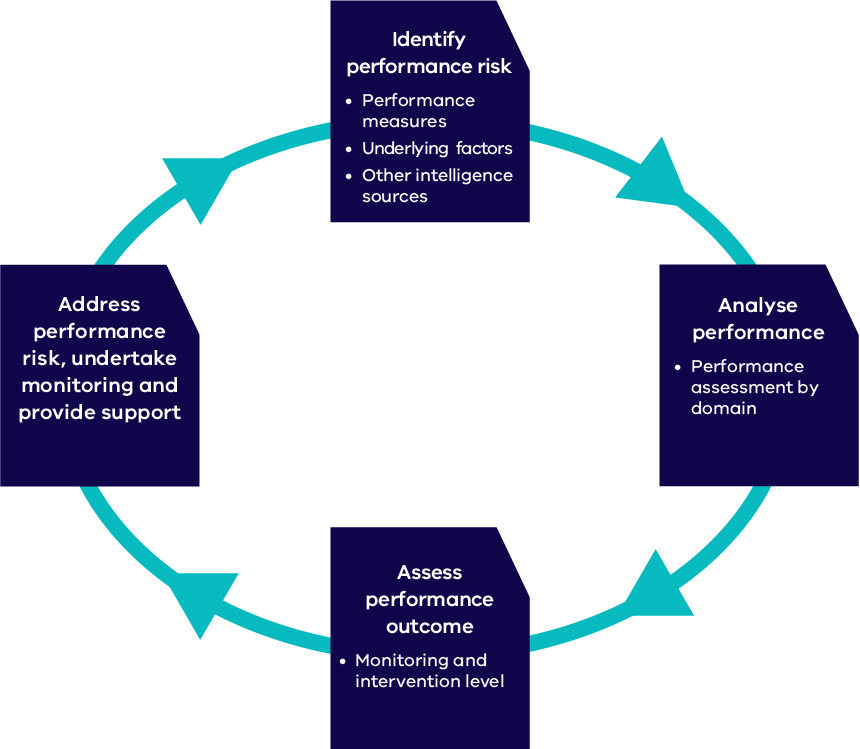 Identify
performance risk
• Performance
measures
• Underlying factors
• Other intelligence
sources
Analyse
performance
• Performance
assessment by
domain
Assess
performance
outcome
• Monitoring and
intervention level
Address
performance
risk, undertake
monitoring and
provide support